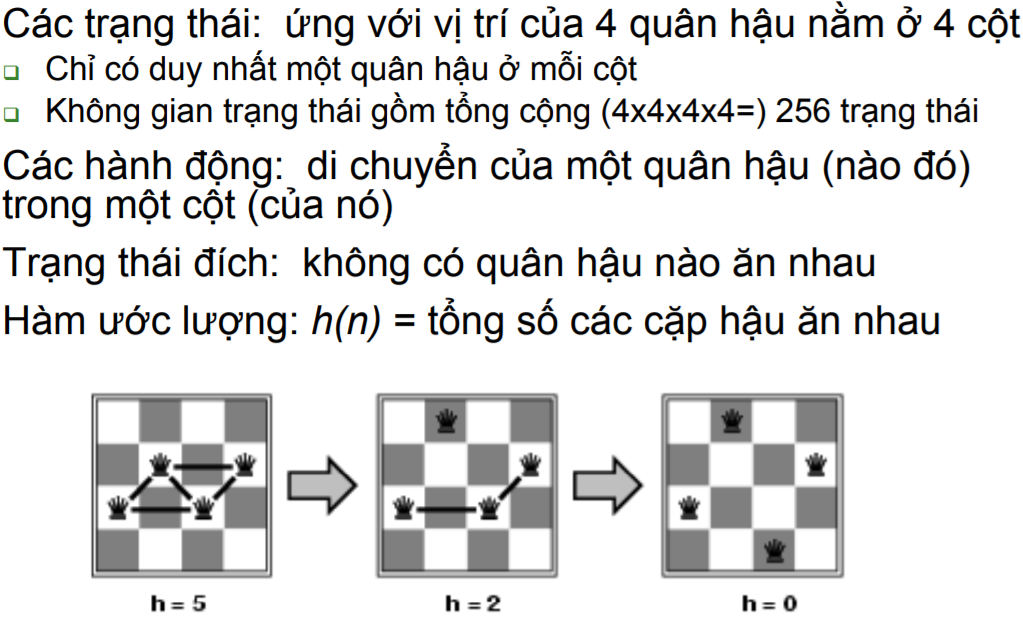 Các trạng thái: ứng với vị trí của 4 quân hậu nằm ở 4 cột
Chỉ có duy nhất một quân hậu ở mỗi cột
Không gian trạng thái gồm tổng cộng (4x4x4x4=) 256 trạng thái
Các hành động: di chuyển của một quân hậu (nào đó)
trong một cột (của nó)
Trạng thái đích: không có quân hậu nào ăn nhau
Hàm ước lượng: h(n) = tổng số các cặp hậu ăn nhau
h = 5 h = 2 h = 0